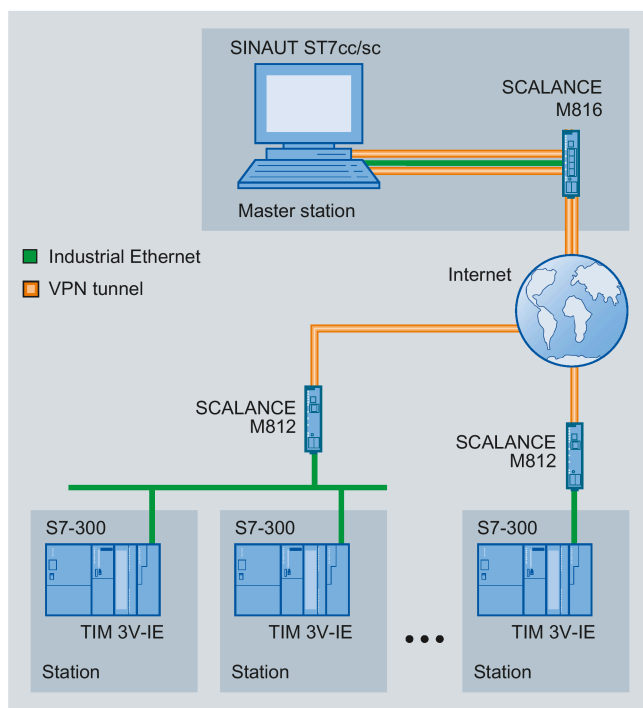 SINAUT ST7cc/sc
SCALANCE
M816
Master station
Industrial Ethernet
VPN tunnel
Internet
SCALANCE
M812
SCALANCE
M812
S7-300
TIM 3V-IE
Station
S7-300
TIM 3V-IE
Station
S7-300
TIM 3V-IE
Station